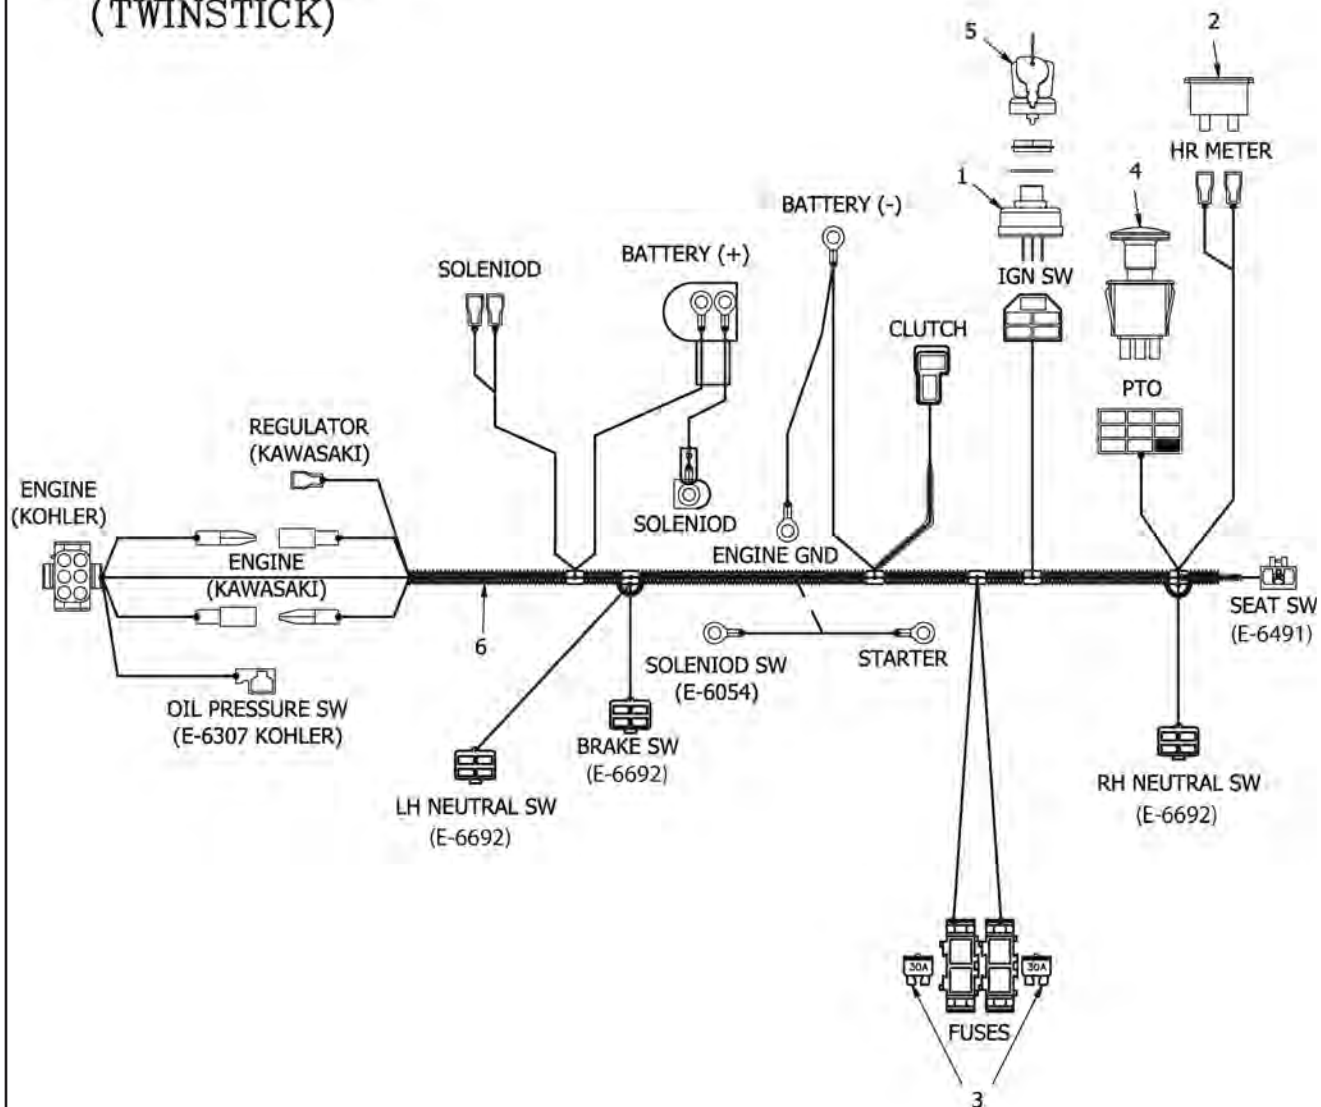 (TWINSTICK)
5
2
HR METER
1
4
BATTERY (-)
SOLENIOD
BATTERY (+)
IGN SW
CLUTCH
PTO
REGULATOR
(KAWASAKI)
ENGINE
(KOHLER)
SOLENIOD
ENGINE GND
ENGINE
(KAWASAKI)
SEAT SW
(E-6491)
6
SOLENIOD SW
(E-6054)
STARTER
OIL PRESSURE SW
(E-6307 KOHLER)
BRAKE SW
(E-6692)
LH NEUTRAL SW
(E-6692)
RH NEUTRAL SW
(E-6692)
30A
30A
FUSES
3